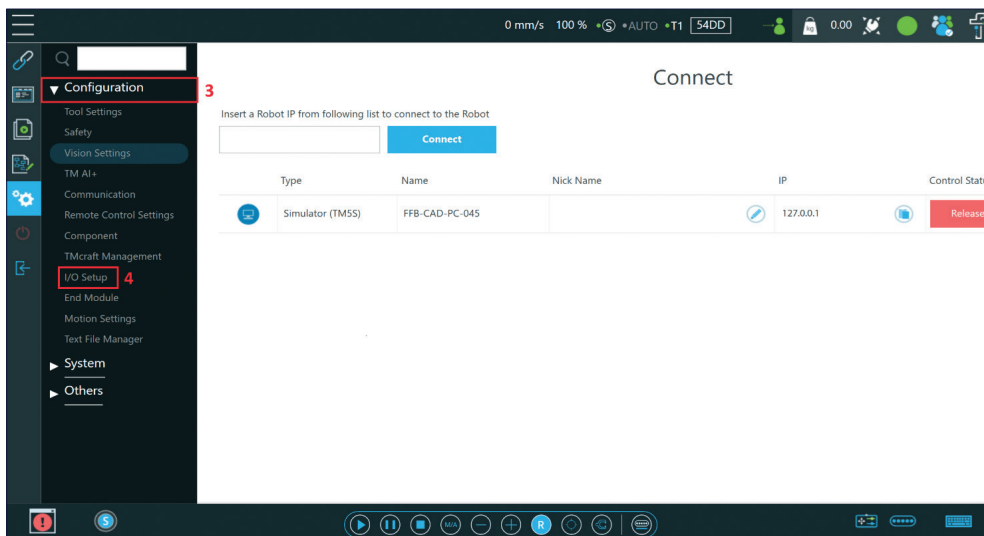 0 mm/s 100 % •Ⓢ •AUTO •T1 54DD kg 0.00
Configuration 3
Tool Settings
Safety
Vision Settings
TM AI+
Communication
Remote Control Settings
Component
TMcraft Management
I/O Setup 4
End Module
Motion Settings
Text File Manager
System
Others
Connect
Insert a Robot IP from following list to connect to the Robot
Connect
Type Name Nick Name IP Control Statu
Simulator (TM5S) FFB-CAD-PC-045 127.0.0.1 Release
! S M/A R